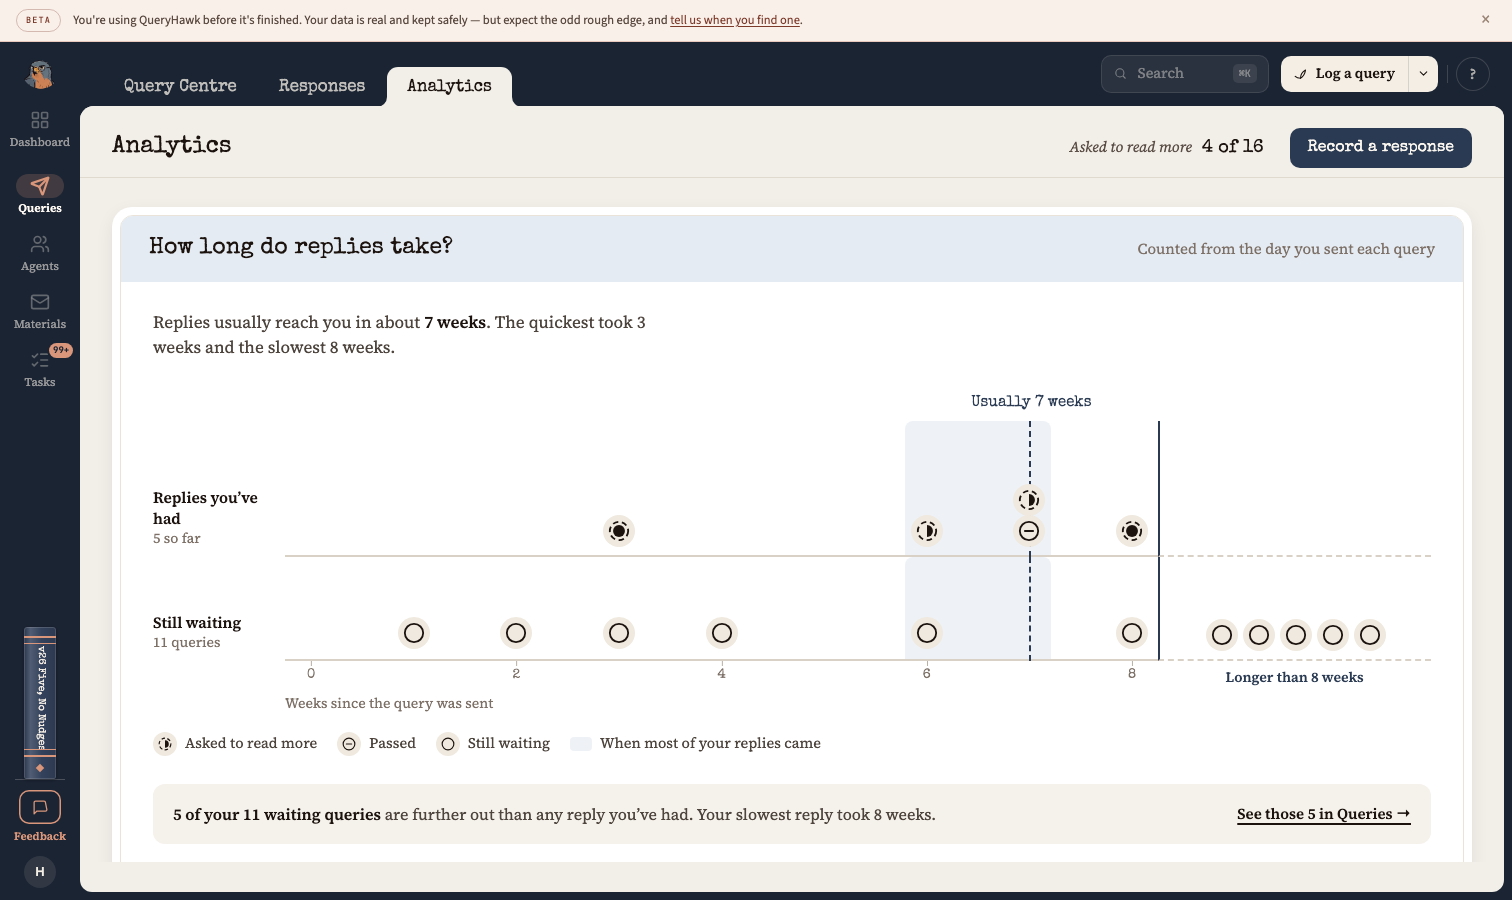 BETA
You're using QueryHawk before it's finished. Your data is real and kept safely — but expect the odd rough edge, and tell us when you find one.
×
Query Centre
Responses
Analytics
Search
⌘K
Log a query
?
Dashboard
Queries
Agents
Materials
99+
Tasks
v26 Five, No Nudges
Feedback
H
Analytics
Asked to read more 4 of 16
Record a response
How long do replies take?
Counted from the day you sent each query
Replies usually reach you in about 7 weeks. The quickest took 3
weeks and the slowest 8 weeks.
Usually 7 weeks
Replies you’ve
had
5 so far
Still waiting
11 queries
0 2 4 6 8
Longer than 8 weeks
Weeks since the query was sent
Asked to read more
Passed
Still waiting
When most of your replies came
5 of your 11 waiting queries are further out than any reply you’ve had. Your slowest reply took 8 weeks.
See those 5 in Queries →